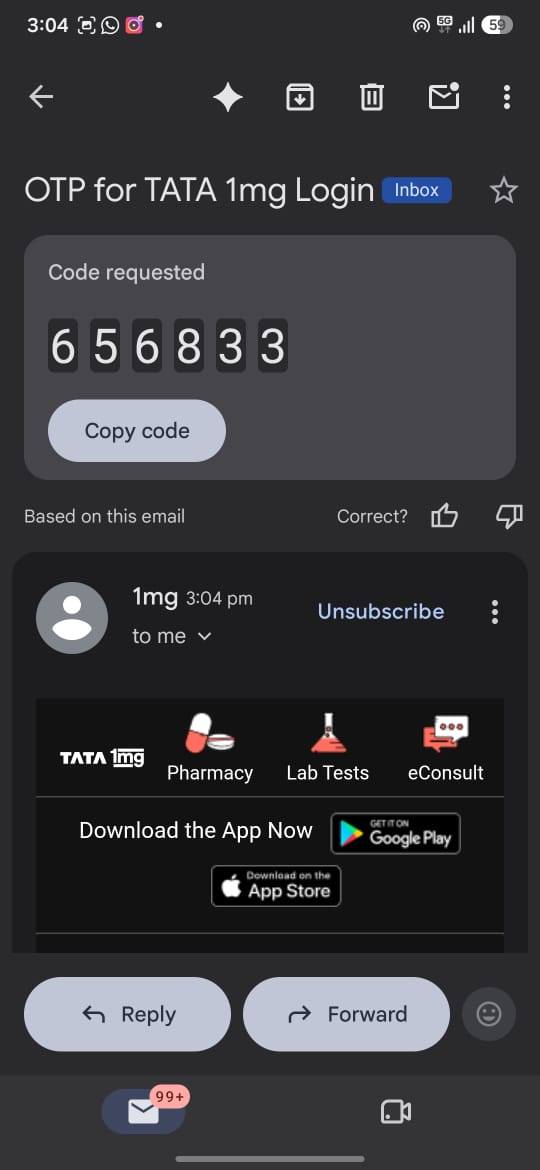 3:04
5G
59
OTP for TATA 1mg Login Inbox
Code requested
6 5 6 8 3 3
Copy code
Based on this email Correct?
1mg 3:04 pm Unsubscribe
to me
TATA 1mg
Pharmacy Lab Tests eConsult
Download the App Now
GET IT ON
Google Play
Download on the
App Store
Reply Forward
99+